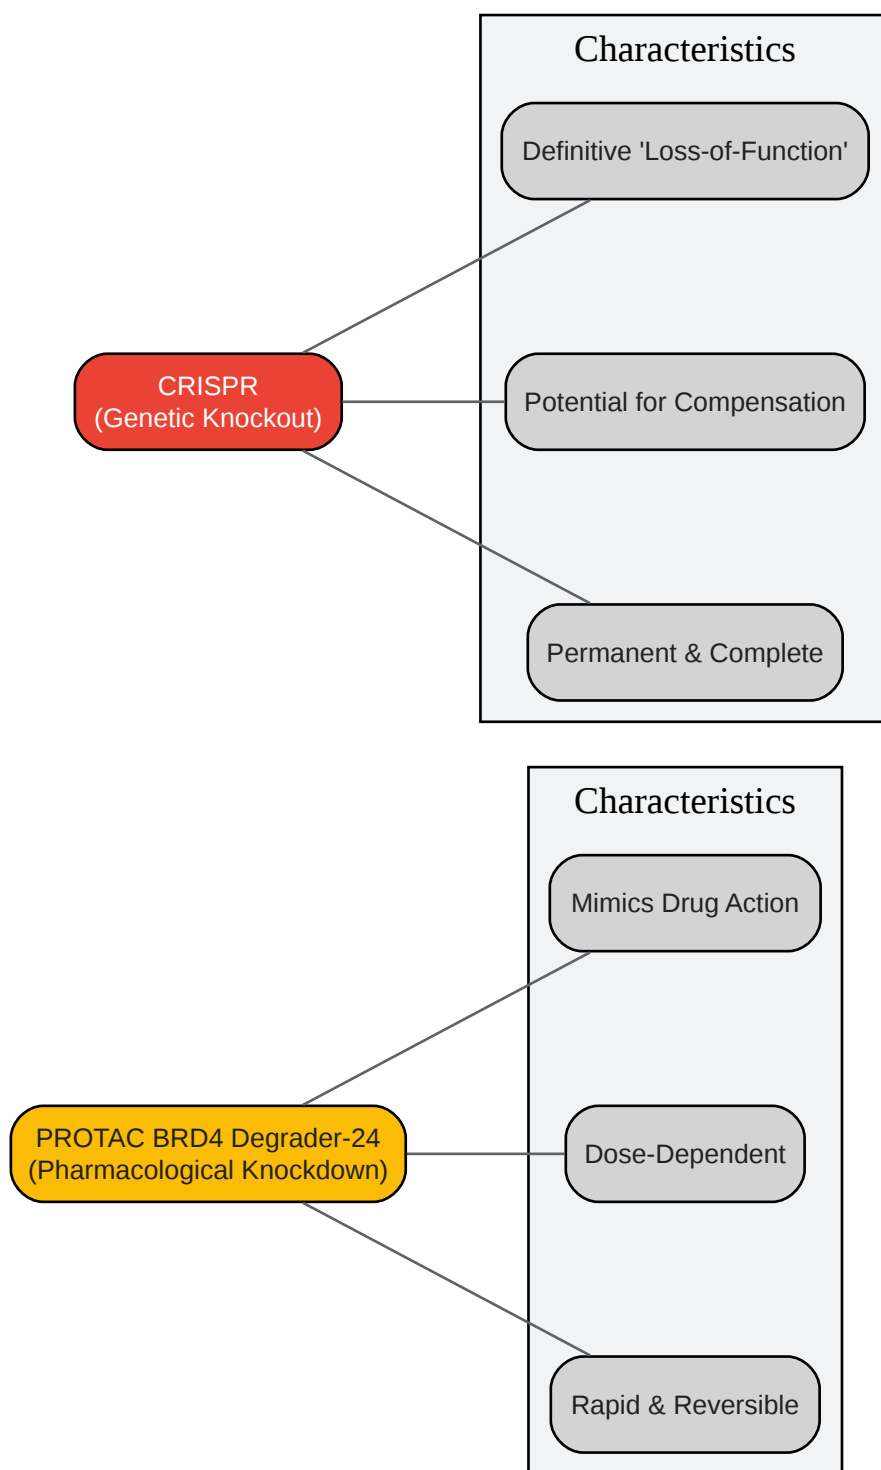 Characteristics
Definitive 'Loss-of-Function'
CRISPR
(Genetic Knockout)
Potential for Compensation
Permanent & Complete
Characteristics
Mimics Drug Action
PROTAC BRD4 Degrader-24
(Pharmacological Knockdown)
Dose-Dependent
Rapid & Reversible